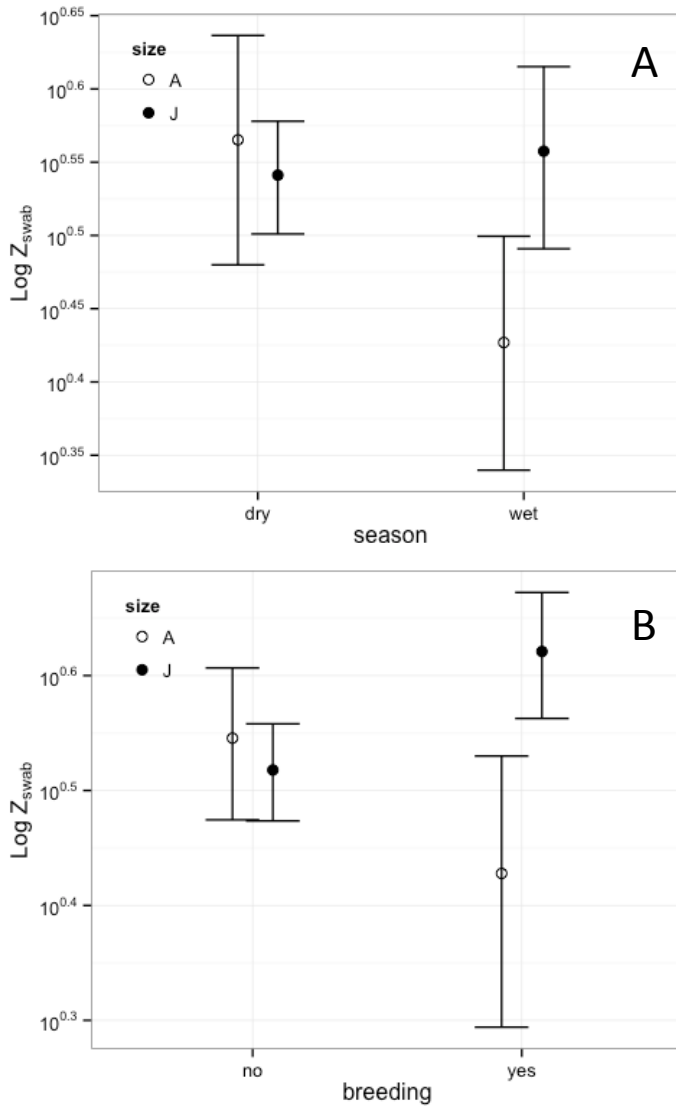 A
size
A
J
10^0.65
10^0.6
10^0.55
10^0.5
10^0.45
10^0.4
10^0.35
Log Z_swab
dry wet
season
B
size
A
J
10^0.6
10^0.5
10^0.4
10^0.3
Log Z_swab
no yes
breeding